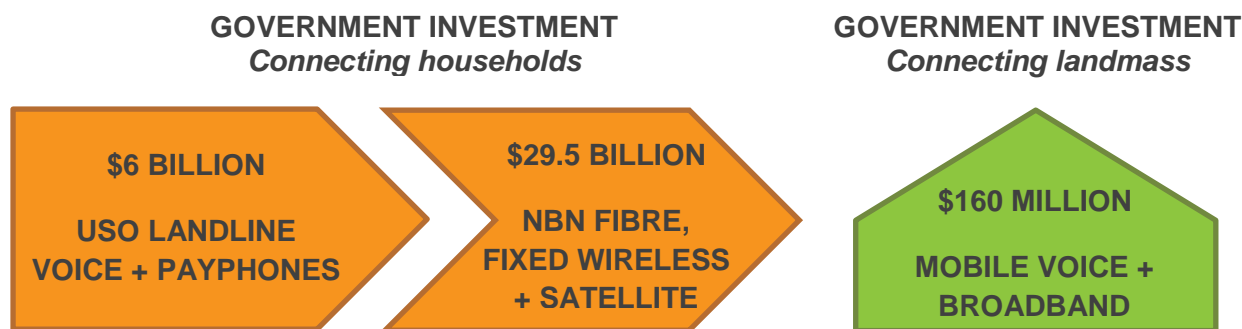 GOVERNMENT INVESTMENT
Connecting households
GOVERNMENT INVESTMENT
Connecting landmass
$6 BILLION
USO LANDLINE
VOICE + PAYPHONES
$29.5 BILLION
NBN FIBRE,
FIXED WIRELESS
+ SATELLITE
$160 MILLION
MOBILE VOICE +
BROADBAND